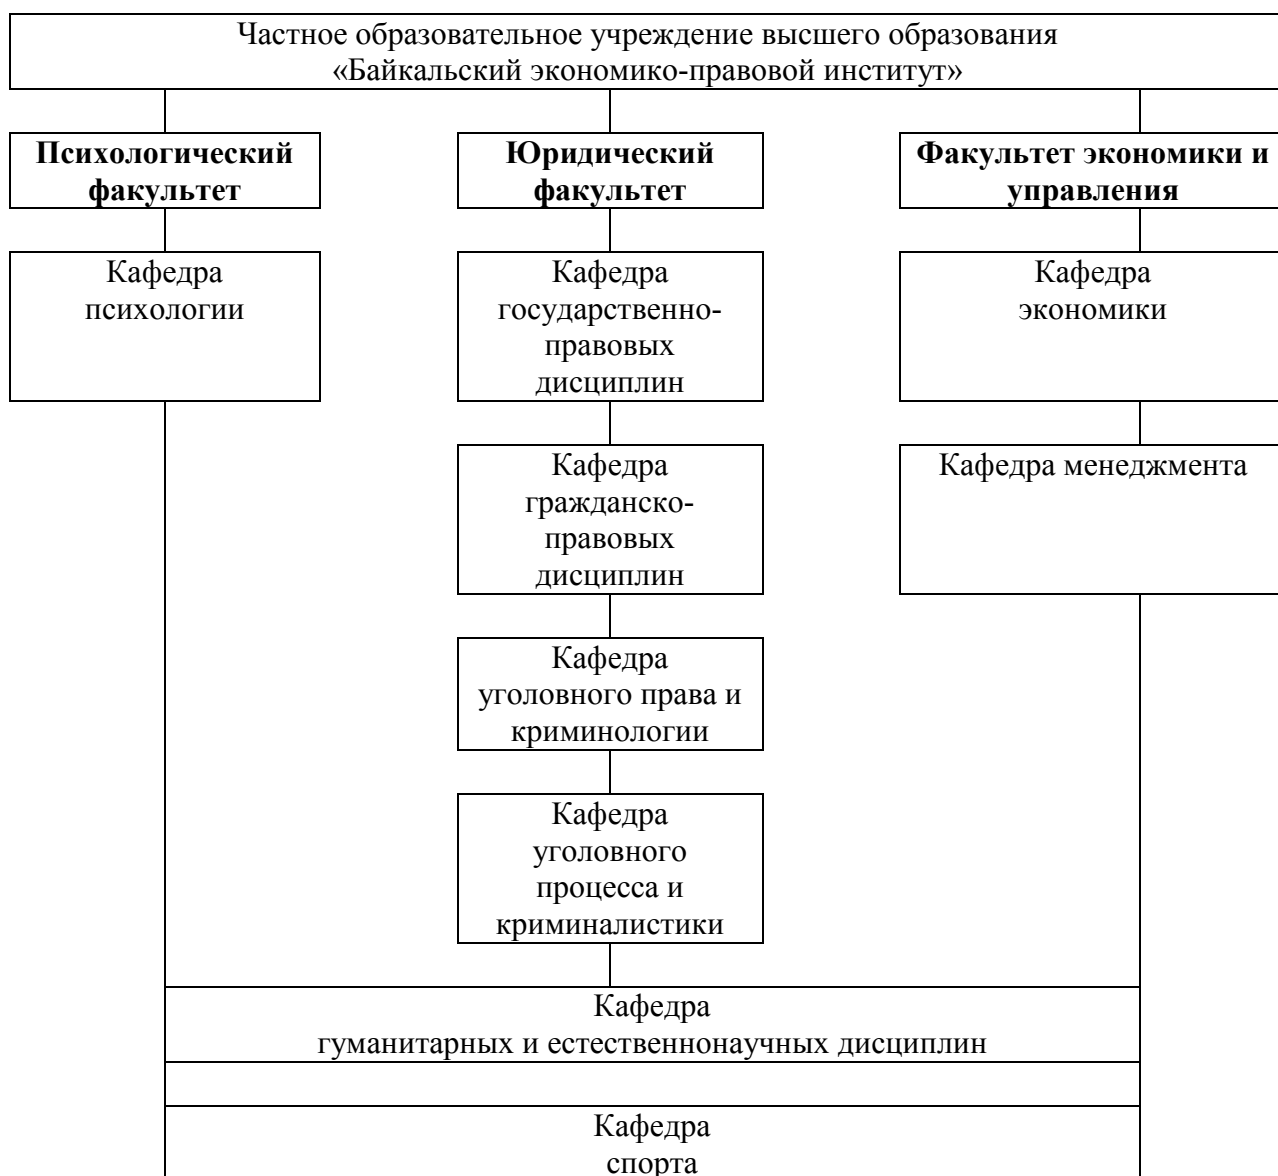 Частное образовательное учреждение высшего образования
«Байкальский экономико-правовой институт»
Психологический
факультет
Юридический
факультет
Факультет экономики и
управления
Кафедра
психологии
Кафедра
государственно-
правовых
дисциплин
Кафедра
экономики
Кафедра
гражданско-
правовых
дисциплин
Кафедра менеджмента
Кафедра
уголовного права и
криминологии
Кафедра
уголовного
процесса и
криминалистики
Кафедра
гуманитарных и естественнонаучных дисциплин
Кафедра
спорта